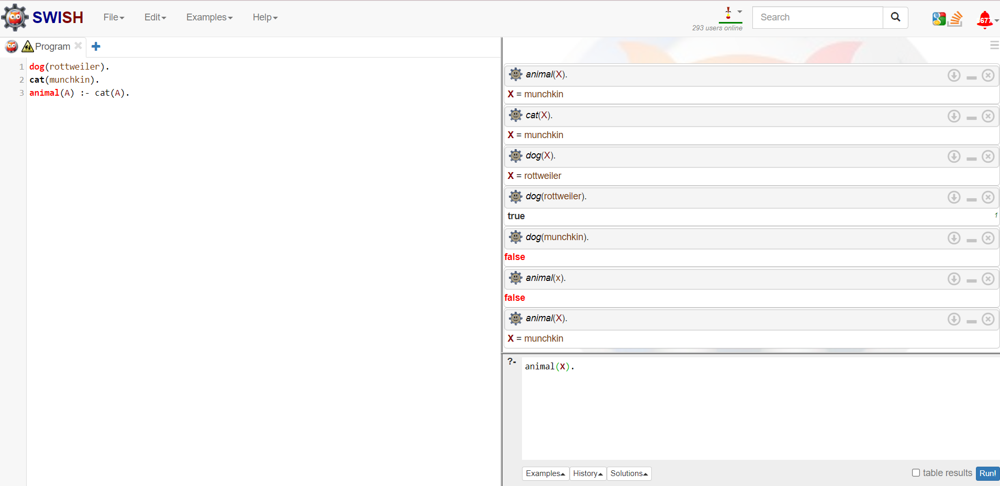 SWISH File Edit Examples Help
293 users online
Search
Program
1 dog(rottweiler).
2 cat(munchkin).
3 animal(A) :- cat(A).
animal(X).
X = munchkin
cat(X).
X = munchkin
dog(X).
X = rottweiler
dog(rottweiler).
true
1
dog(munchkin).
false
animal(x).
false
animal(X).
X = munchkin
?- animal(X).
Examples History Solutions
table results Run!